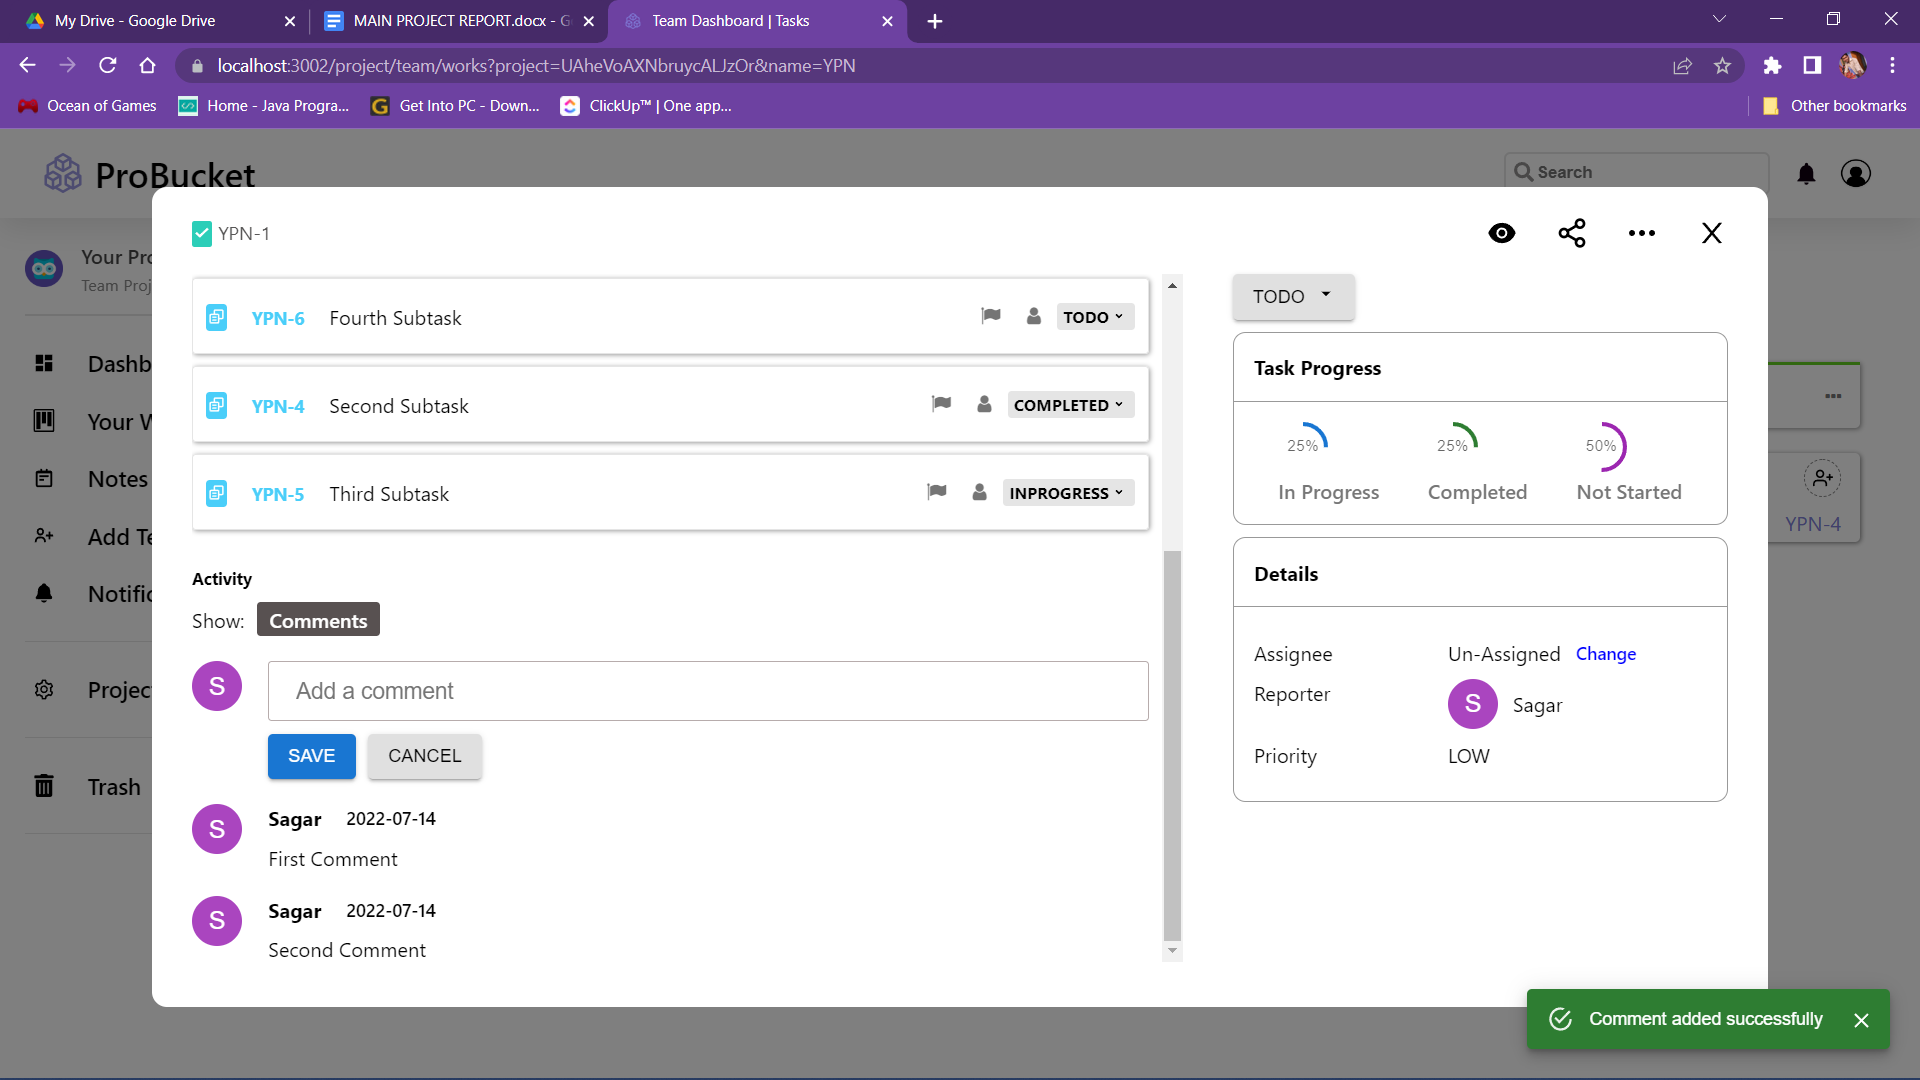 My Drive - Google Drive
MAIN PROJECT REPORT.docx - G
Team Dashboard | Tasks
localhost:3002/project/team/works?project=UAheVoAXNbruycALJzOr&name=YPN
Ocean of Games
Home - Java Progra...
Get Into PC - Down...
ClickUp™ | One app...
Other bookmarks
ProBucket
Search
YPN-1
Your Pro
Team Proj
Dashb
Your W
Notes
Add Te
Notific
Projec
Trash
YPN-6 Fourth Subtask TODO
YPN-4 Second Subtask COMPLETED
YPN-5 Third Subtask INPROGRESS
Activity
Show: Comments
S
Add a comment
SAVE CANCEL
S Sagar 2022-07-14
First Comment
S Sagar 2022-07-14
Second Comment
TODO
Task Progress
25% 25% 50%
In Progress Completed Not Started
Details
Assignee Un-Assigned Change
Reporter S Sagar
Priority LOW
YPN-4
Comment added successfully